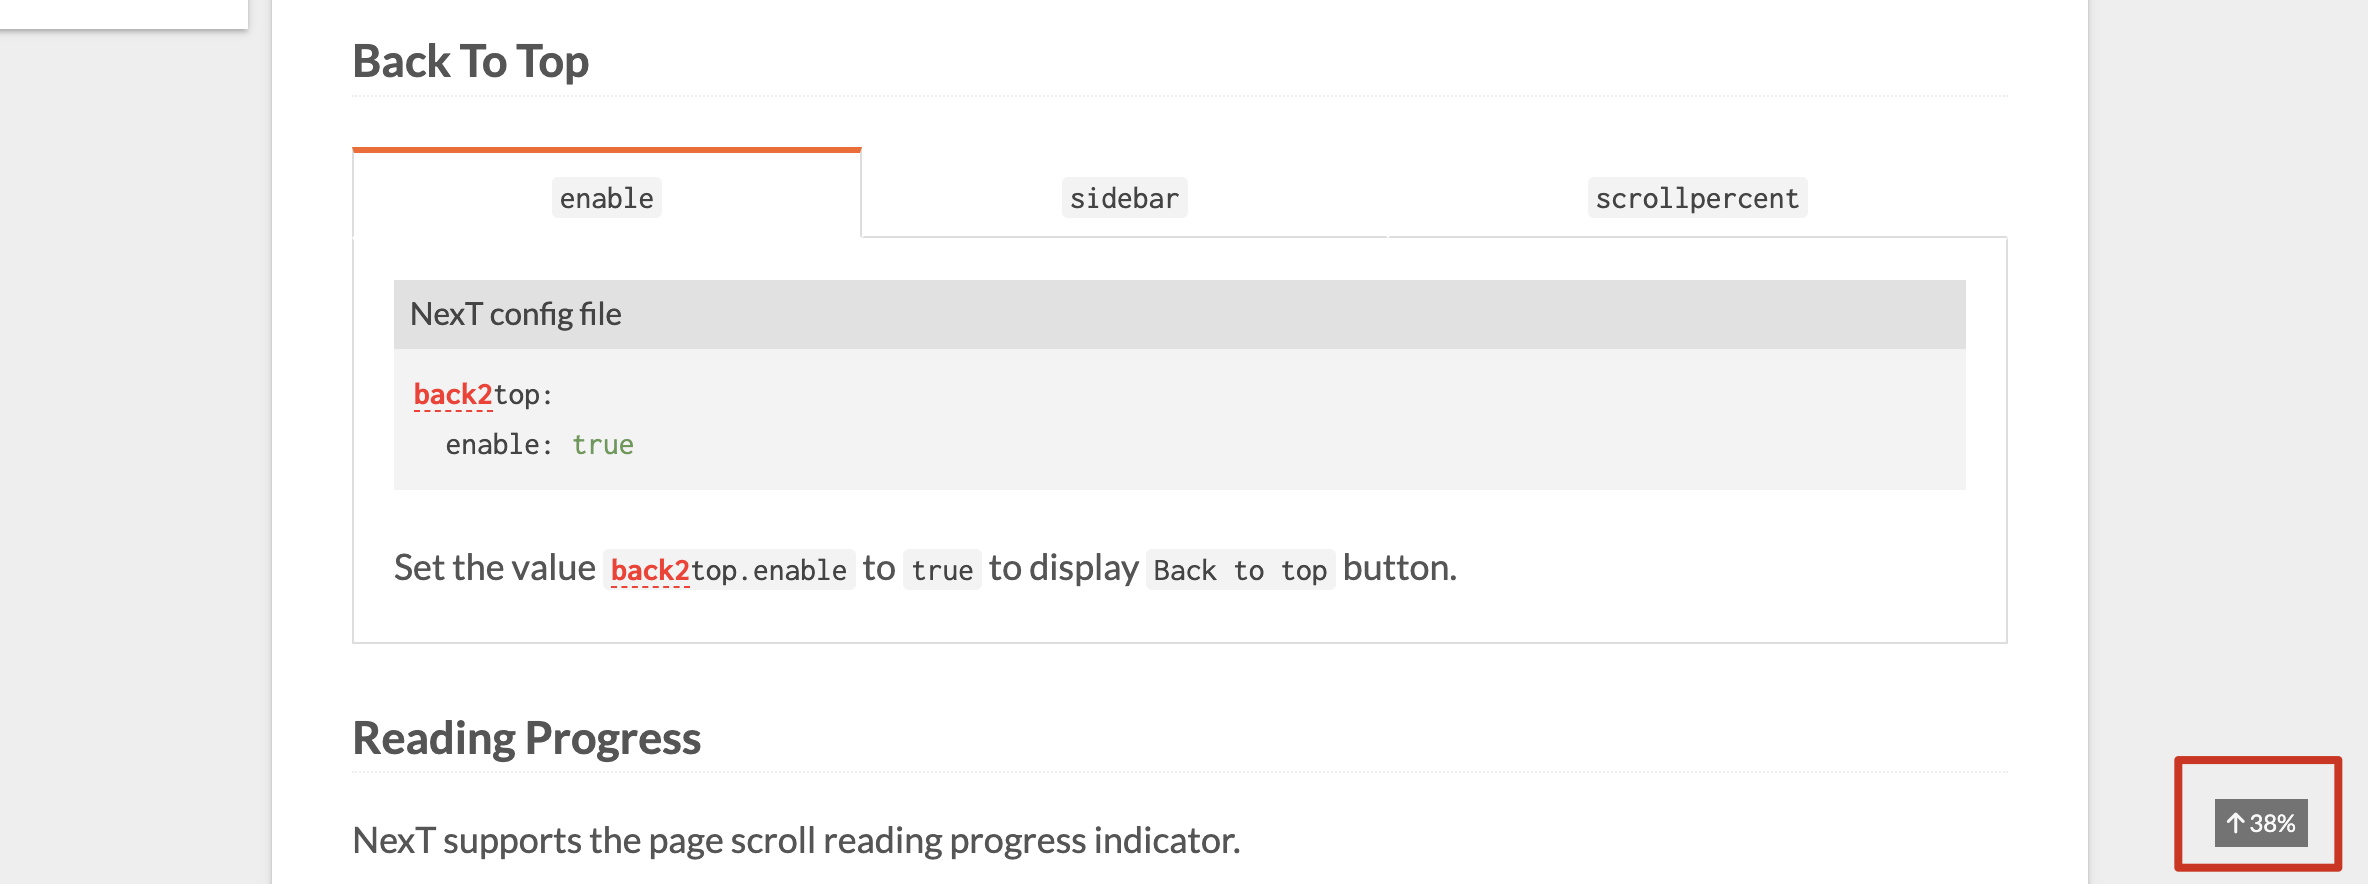 Back To Top
enable sidebar scrollpercent
NexT config file
back2top:
  enable: true
Set the value back2top.enable to true to display Back to top button.
Reading Progress
↑38%
NexT supports the page scroll reading progress indicator.